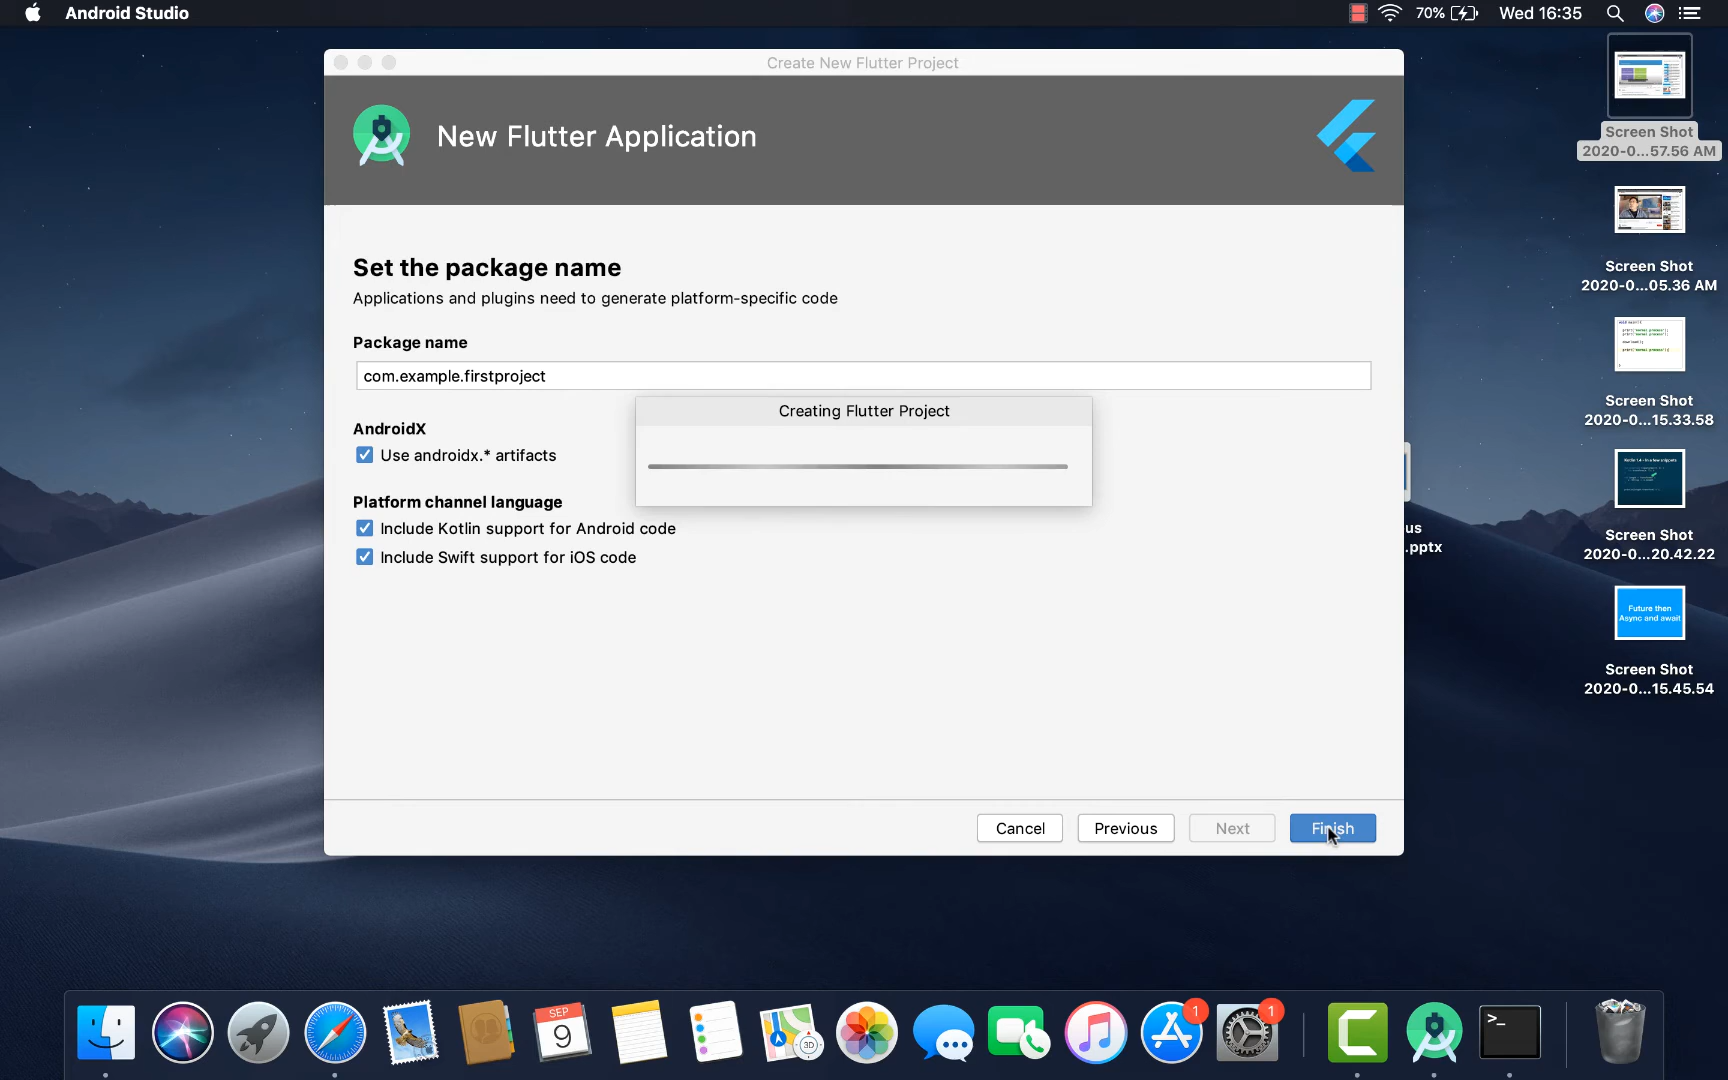 Android Studio
70%
Wed 16:35
Create New Flutter Project
New Flutter Application
Set the package name
Applications and plugins need to generate platform-specific code
Package name
com.example.firstproject
Creating Flutter Project
AndroidX
Use androidx.* artifacts
Platform channel language
Include Kotlin support for Android code
Include Swift support for iOS code
Cancel
Previous
Next
Finish
us
.pptx
Screen Shot
2020-0...57.56 AM
Screen Shot
2020-0...05.36 AM
Screen Shot
2020-0...15.33.58
Screen Shot
2020-0...20.42.22
Future then
Async and await
Screen Shot
2020-0...15.45.54
SEP
9
3D
1
1
>_